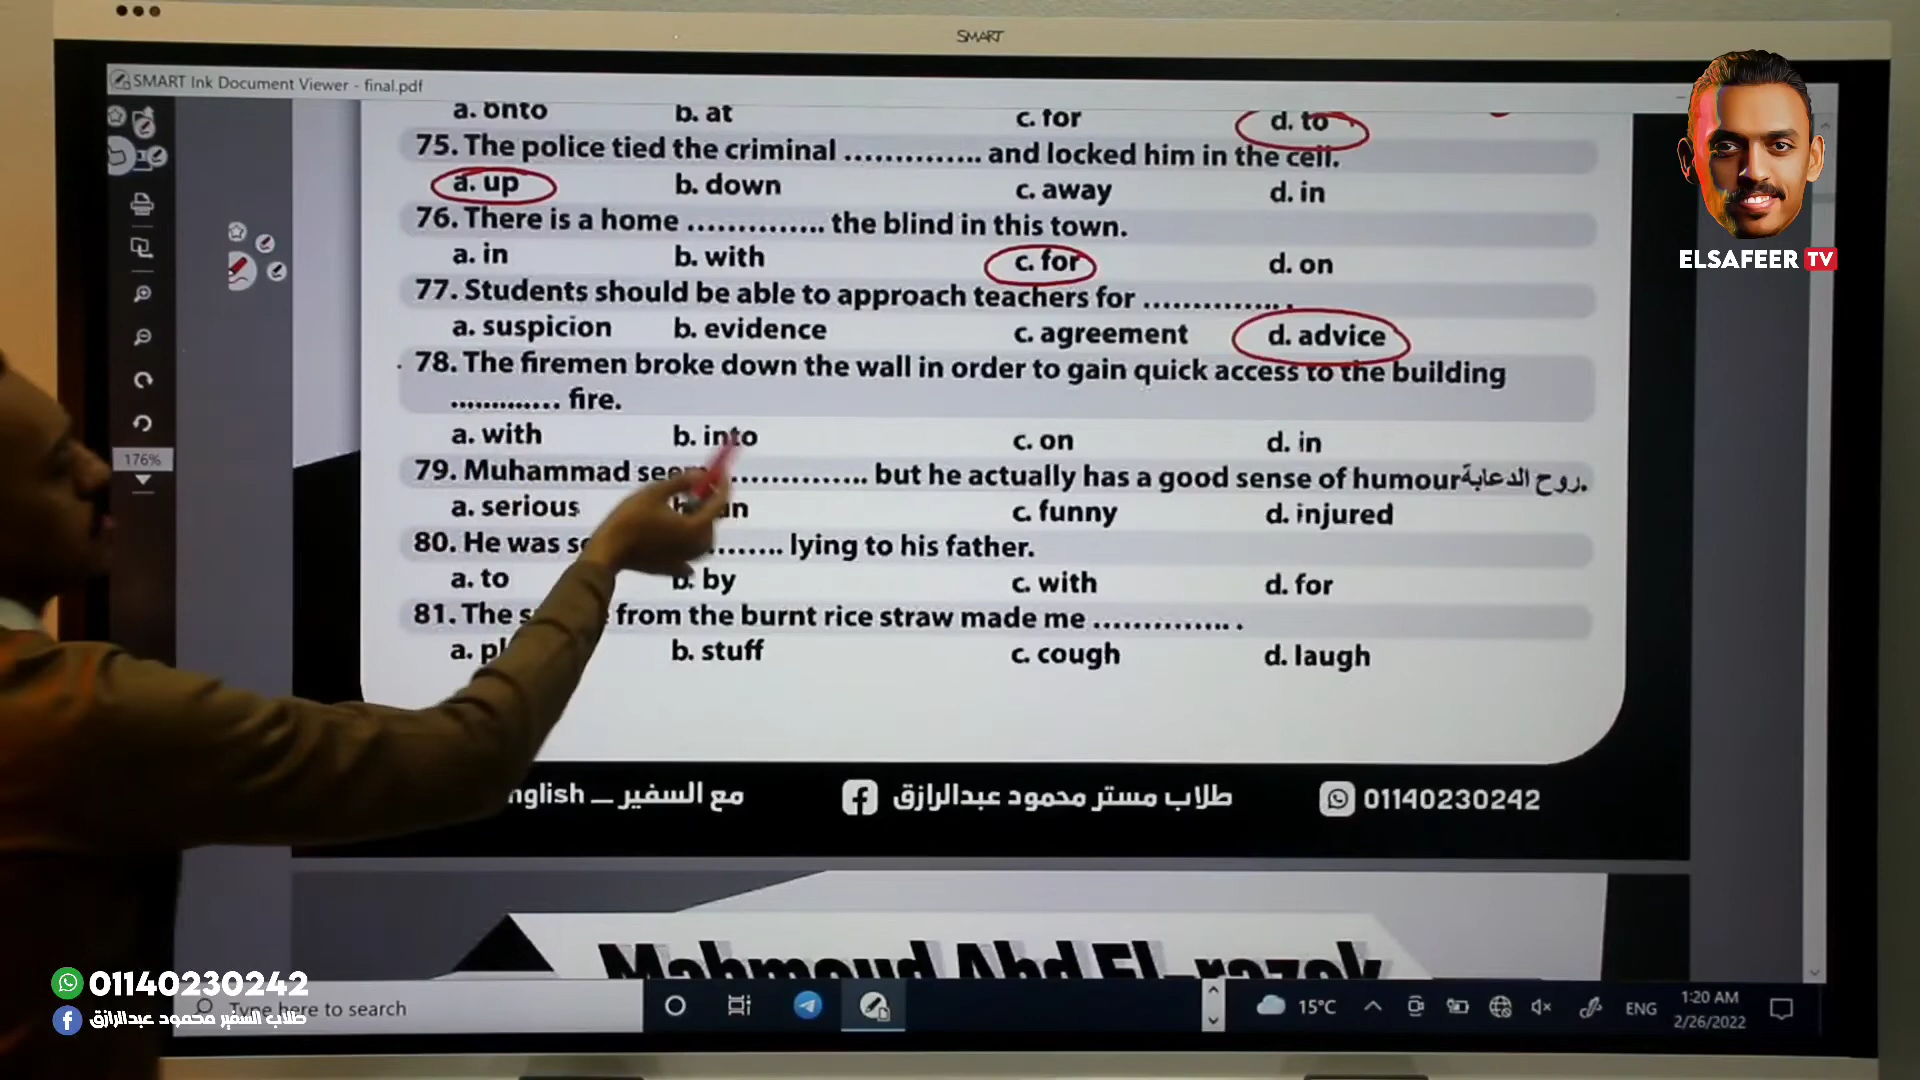 SMART
SMART Ink Document Viewer - final.pdf
a. onto b. at c. for d. to
75. The police tied the criminal .............. and locked him in the cell.
a. up b. down c. away d. in
76. There is a home .............. the blind in this town.
a. in b. with c. for d. on
77. Students should be able to approach teachers for .............. .
a. suspicion b. evidence c. agreement d. advice
78. The firemen broke down the wall in order to gain quick access to the building
............. fire.
a. with b. into c. on d. in
79. Muhammad .............. but he actually has a good sense of humour روح الدعابة.
a. serious c. funny d. injured
80. He was ........ lying to his father.
a. to b. by c. with d. for
81. The from the burnt rice straw made me .............. .
b. stuff c. cough d. laugh
مع السفير – طلاب مستر محمود عبدالرازق 01140230242
Mahmoud Abd El-razek
176%
ELSAFEER TV
01140230242
طلاب السفير محمود عبدالرازق
Type here to search
15°C ENG 1:20 AM
2/26/2022